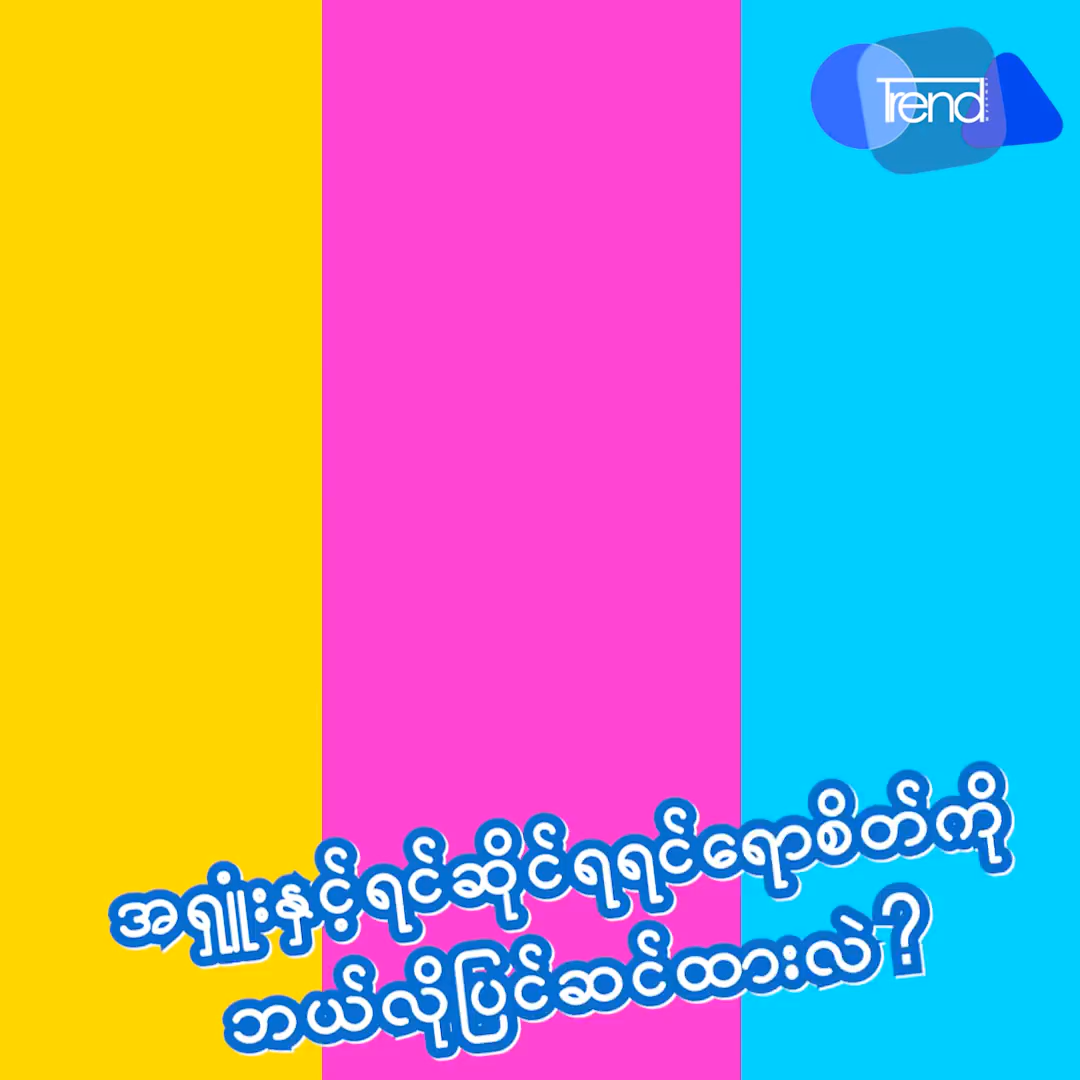 Trend
အရှုံးနှင့်ရင်ဆိုင်ရရင်ရောစိတ်ကို
ဘယ်လိုပြင်ဆင်ထားလဲ?